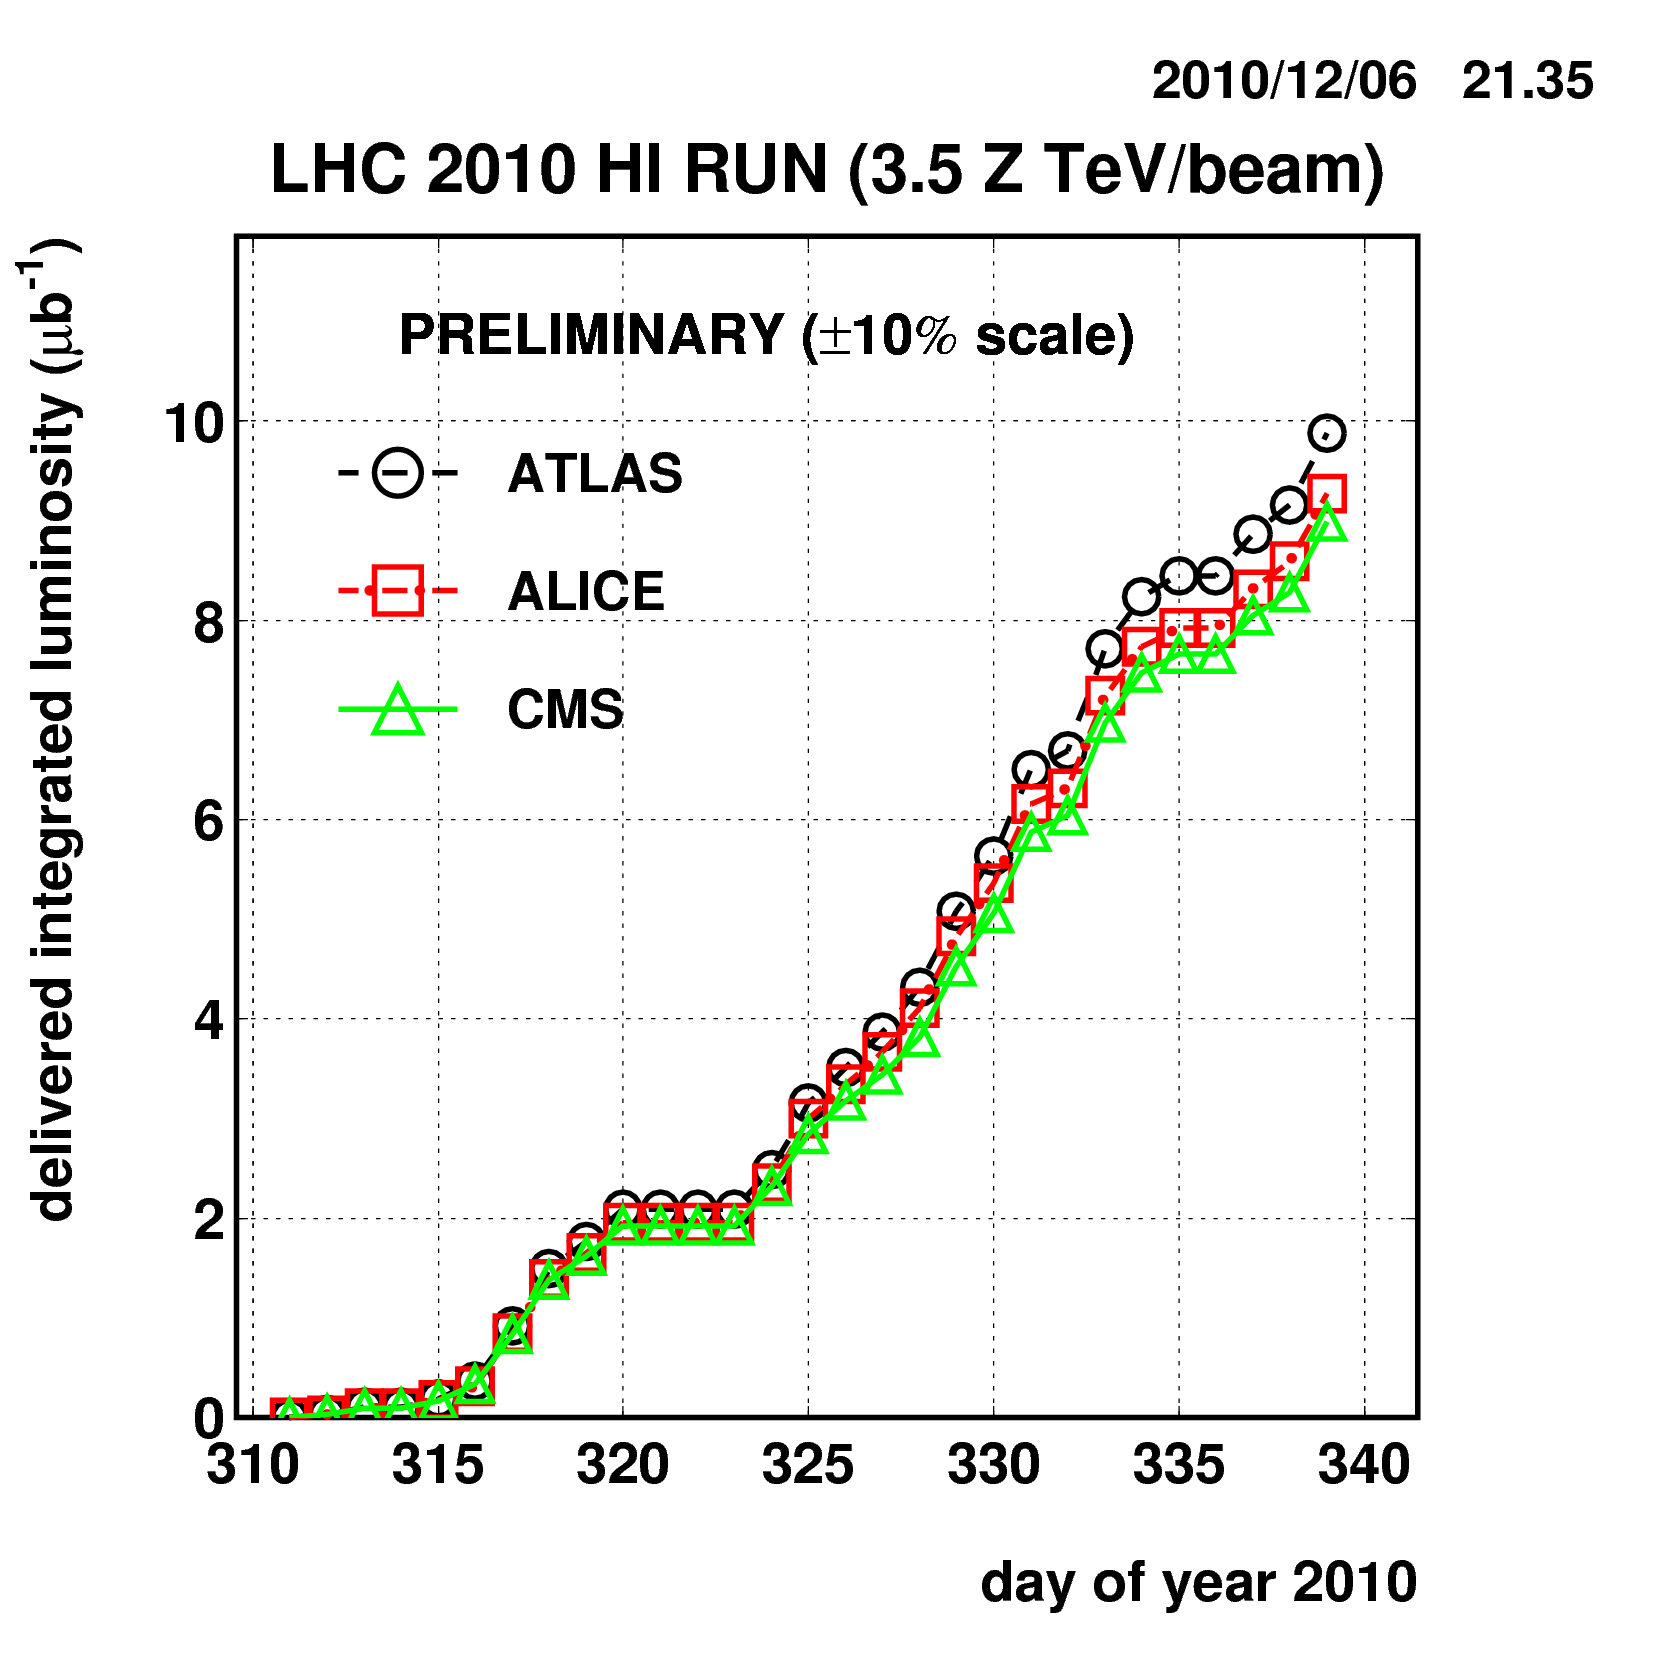 2010/12/06 21.35
LHC 2010 HI RUN (3.5 Z TeV/beam)
delivered integrated luminosity (μb⁻¹)
PRELIMINARY (±10% scale)
ATLAS
ALICE
CMS
10
8
6
4
2
0
310 315 320 325 330 335 340
day of year 2010